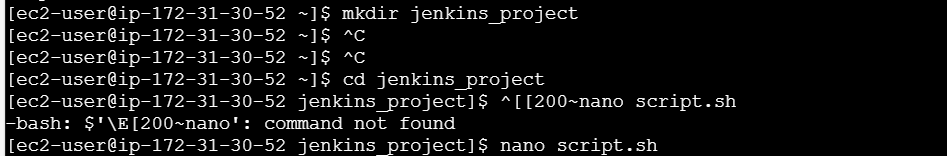 [ec2-user@ip-172-31-30-52 ~]$ mkdir jenkins_project
[ec2-user@ip-172-31-30-52 ~]$ ^C
[ec2-user@ip-172-31-30-52 ~]$ ^C
[ec2-user@ip-172-31-30-52 ~]$ cd jenkins_project
[ec2-user@ip-172-31-30-52 jenkins_project]$ ^[[200~nano script.sh
-bash: $'\E[200~nano': command not found
[ec2-user@ip-172-31-30-52 jenkins_project]$ nano script.sh